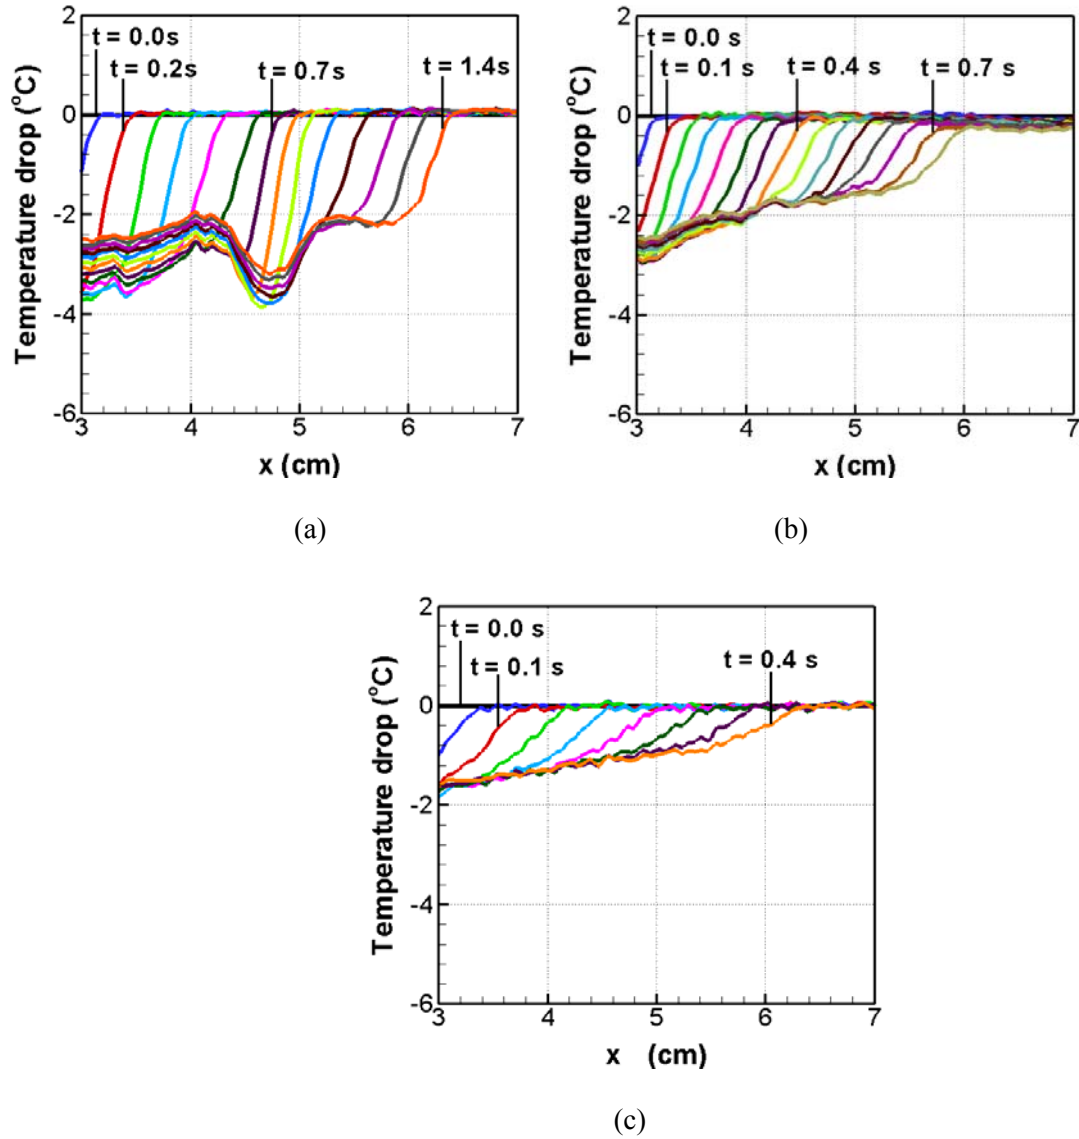 2
0
-2
-4
-6
Temperature drop (°C)
t = 0.0s
t = 0.2s
t = 0.7s
t = 1.4s
3 4 5 6 7
x (cm)
(a)
2
0
-2
-4
-6
Temperature drop (°C)
t = 0.0 s
t = 0.1 s
t = 0.4 s
t = 0.7 s
3 4 5 6 7
x (cm)
(b)
2
0
-2
-4
-6
Temperature drop (°C)
t = 0.0 s
t = 0.1 s
t = 0.4 s
3 4 5 6 7
x (cm)
(c)